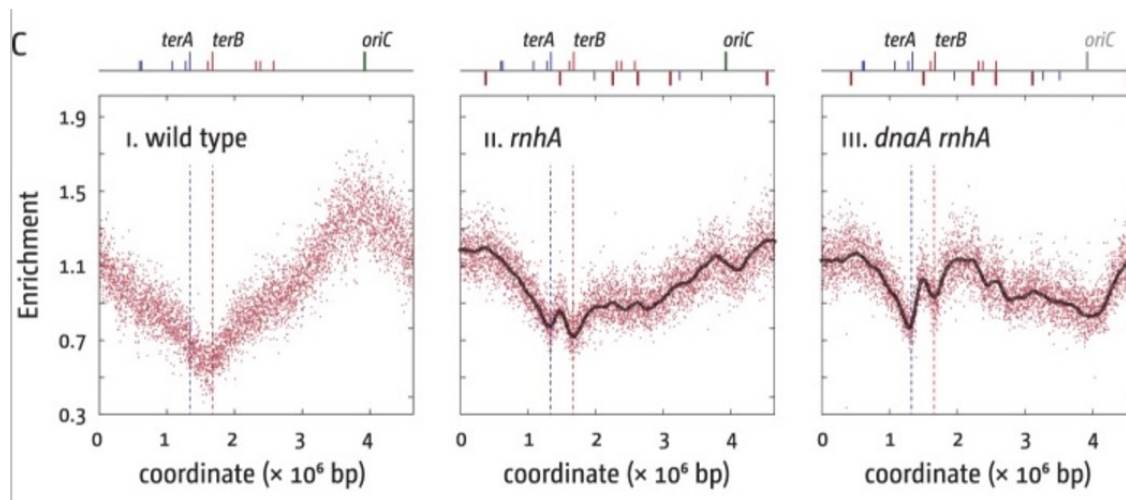 C
terA terB oriC
terA terB oriC
terA terB oriC
I. wild type
II. rnhA
III. dnaA rnhA
Enrichment
1.9
1.5
1.1
0.7
0.3
0 1 2 3 4
0 1 2 3 4
0 1 2 3 4
coordinate (× 10⁶ bp)
coordinate (× 10⁶ bp)
coordinate (× 10⁶ bp)